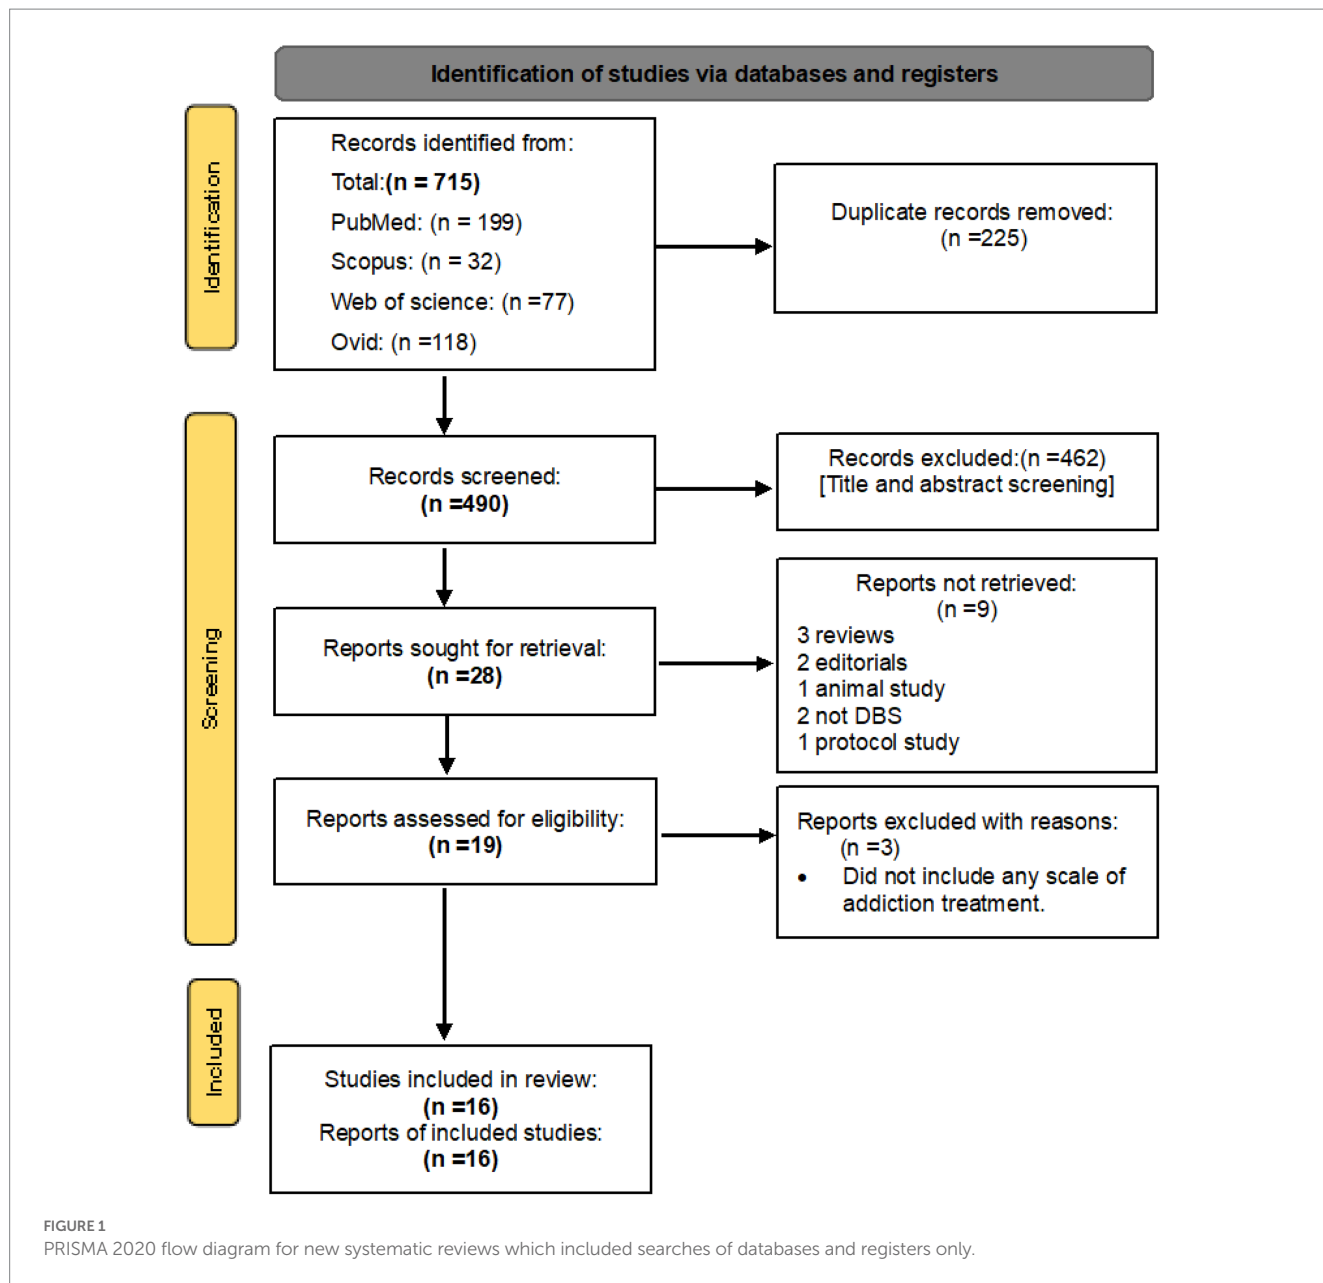 Identification of studies via databases and registers
Identification
Records identified from:
Total:(n = 715)
PubMed: (n = 199)
Scopus: (n = 32)
Web of science: (n =77)
Ovid: (n =118)
Duplicate records removed:
(n =225)
Screening
Records screened:
(n =490)
Records excluded:(n =462)
[Title and abstract screening]
Reports sought for retrieval:
(n =28)
Reports not retrieved:
(n =9)
3 reviews
2 editorials
1 animal study
2 not DBS
1 protocol study
Reports assessed for eligibility:
(n =19)
Reports excluded with reasons:
(n =3)
• Did not include any scale of
addiction treatment.
Included
Studies included in review:
(n =16)
Reports of included studies:
(n =16)
FIGURE 1
PRISMA 2020 flow diagram for new systematic reviews which included searches of databases and registers only.